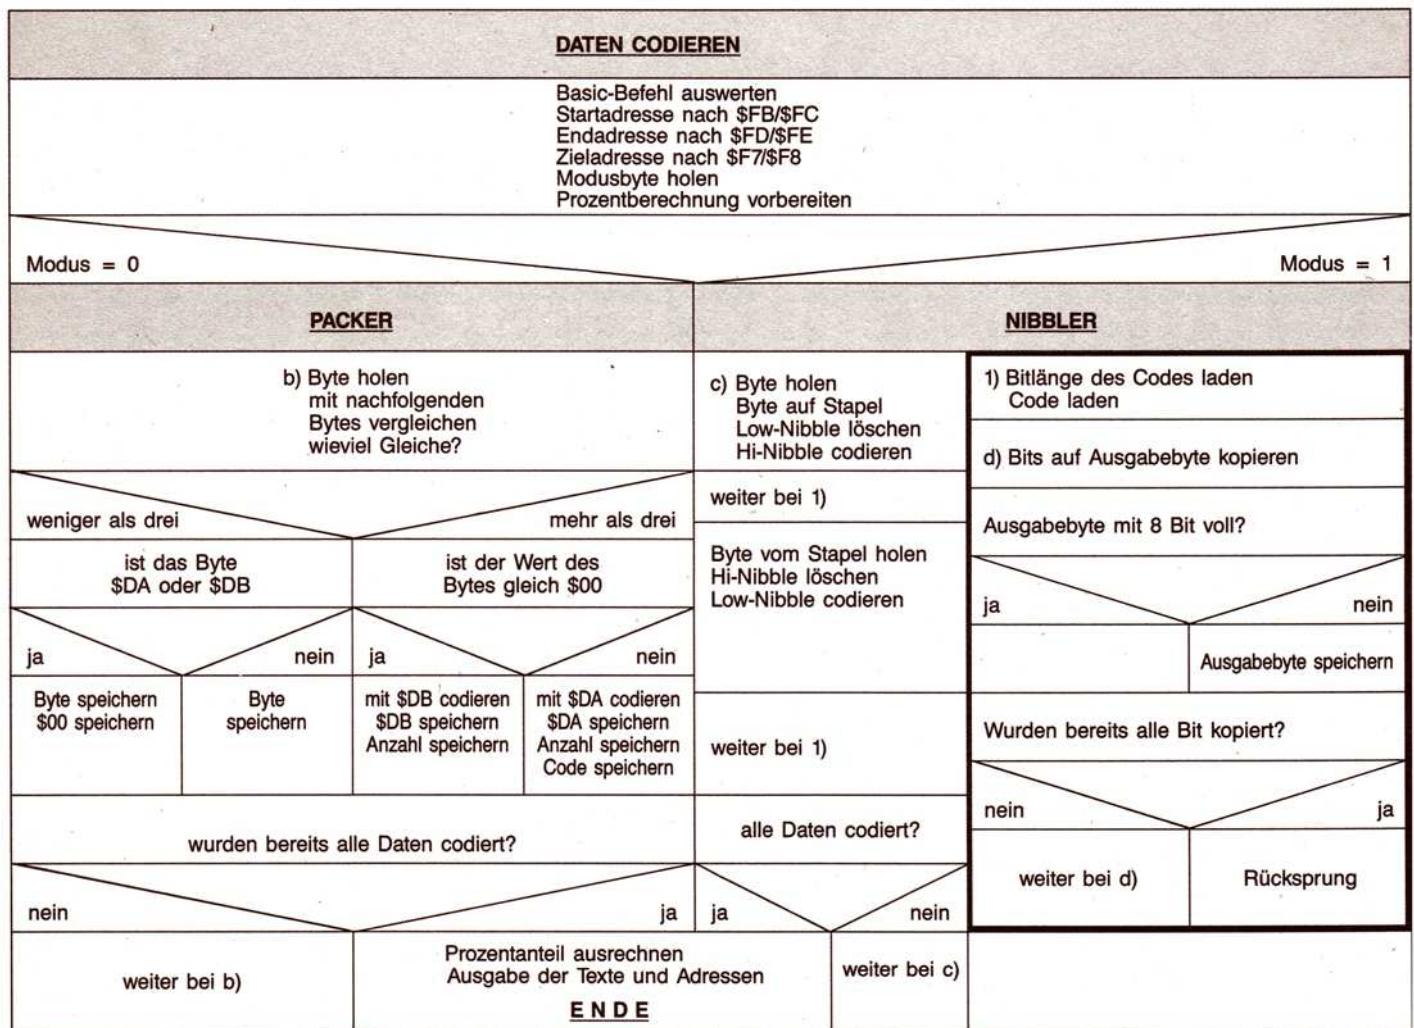 DATEN CODIEREN
Basic-Befehl auswerten
Startadresse nach $FB/$FC
Endadresse nach $FD/$FE
Zieladresse nach $F7/$F8
Modusbyte holen
Prozentberechnung vorbereiten
Modus = 0
Modus = 1
PACKER
NIBBLER
b) Byte holen
mit nachfolgenden
Bytes vergleichen
wieviel Gleiche?
weniger als drei
mehr als drei
ist das Byte
$DA oder $DB
ist der Wert des
Bytes gleich $00
ja
nein
ja
nein
Byte speichern
$00 speichern
Byte
speichern
mit $DB codieren
$DB speichern
Anzahl speichern
mit $DA codieren
$DA speichern
Anzahl speichern
Code speichern
wurden bereits alle Daten codiert?
nein
ja
weiter bei b)
c) Byte holen
Byte auf Stapel
Low-Nibble löschen
Hi-Nibble codieren
weiter bei 1)
Byte vom Stapel holen
Hi-Nibble löschen
Low-Nibble codieren
weiter bei 1)
alle Daten codiert?
ja
nein
Prozentanteil ausrechnen
Ausgabe der Texte und Adressen
E N D E
weiter bei c)
1) Bitlänge des Codes laden
Code laden
d) Bits auf Ausgabebyte kopieren
Ausgabebyte mit 8 Bit voll?
ja
nein
Ausgabebyte speichern
Wurden bereits alle Bit kopiert?
nein
ja
weiter bei d)
Rücksprung